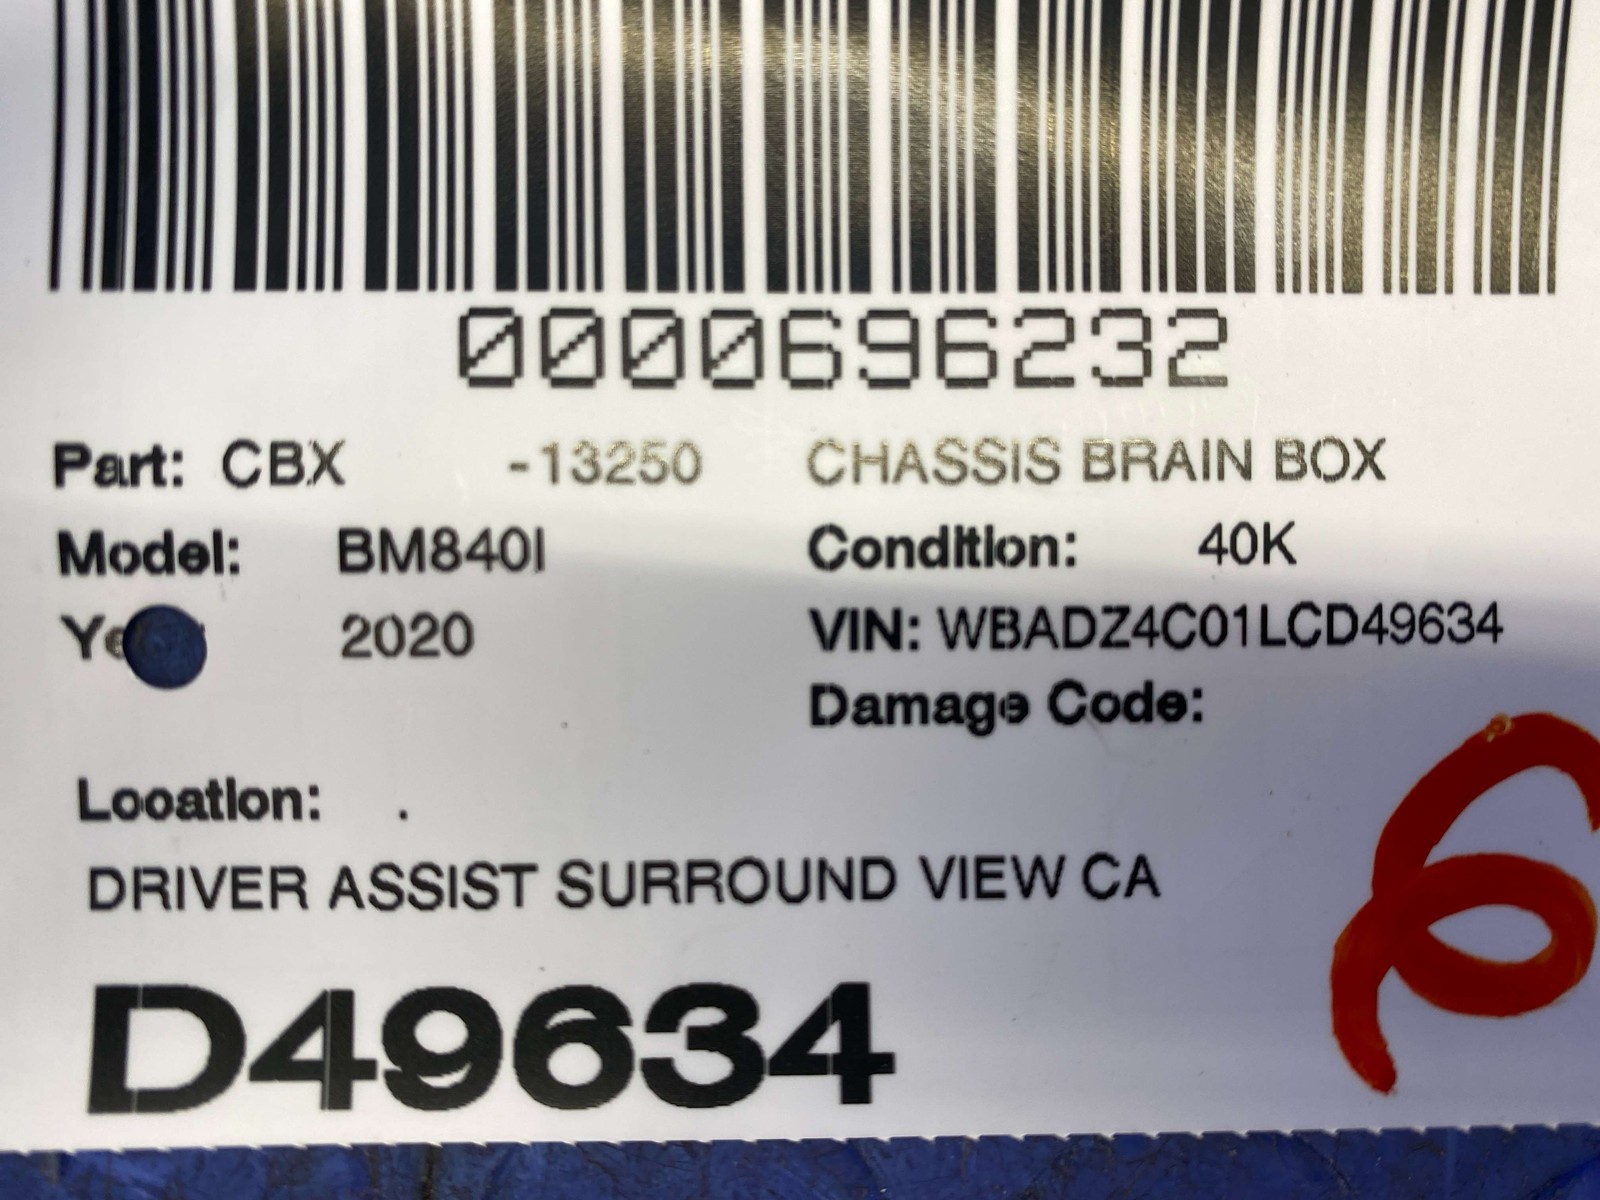 0000696232
Part: CBX -13250 CHASSIS BRAIN BOX
Model: BM840I Condition: 40K
2020 VIN: WBADZ4C01LCD49634
Damage Code:
Location: .
DRIVER ASSIST SURROUND VIEW CA
D49634